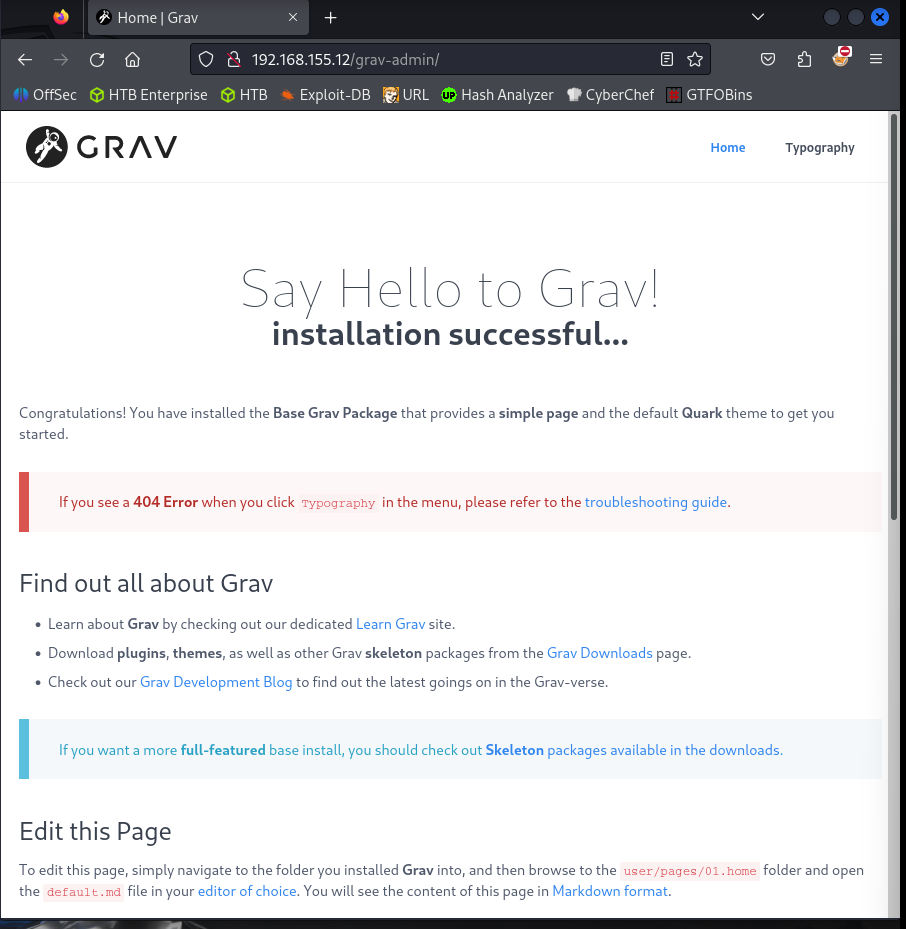 Home | Grav
192.168.155.12/grav-admin/
OffSec HTB Enterprise HTB Exploit-DB URL Hash Analyzer CyberChef GTFOBins
GRAV
Home Typography
Say Hello to Grav!
installation successful...
Congratulations! You have installed the Base Grav Package that provides a simple page and the default Quark theme to get you
started.
If you see a 404 Error when you click Typography in the menu, please refer to the troubleshooting guide.
Find out all about Grav
• Learn about Grav by checking out our dedicated Learn Grav site.
• Download plugins, themes, as well as other Grav skeleton packages from the Grav Downloads page.
• Check out our Grav Development Blog to find out the latest goings on in the Grav-verse.
If you want a more full-featured base install, you should check out Skeleton packages available in the downloads.
Edit this Page
To edit this page, simply navigate to the folder you installed Grav into, and then browse to the user/pages/01.home folder and open
the default.md file in your editor of choice. You will see the content of this page in Markdown format.